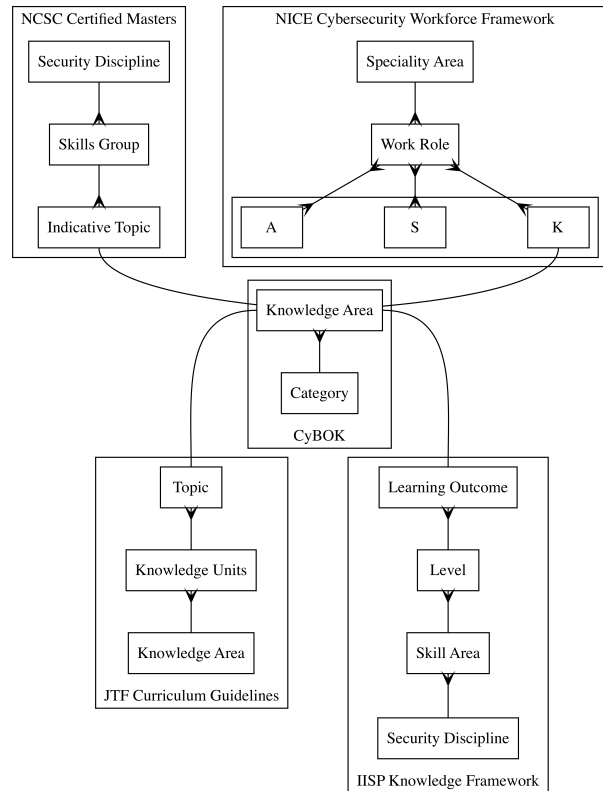 NCSC Certified Masters
Security Discipline
Skills Group
Indicative Topic
NICE Cybersecurity Workforce Framework
Speciality Area
Work Role
A
S
K
Knowledge Area
Category
CyBOK
Topic
Knowledge Units
Knowledge Area
JTF Curriculum Guidelines
Learning Outcome
Level
Skill Area
Security Discipline
IISP Knowledge Framework